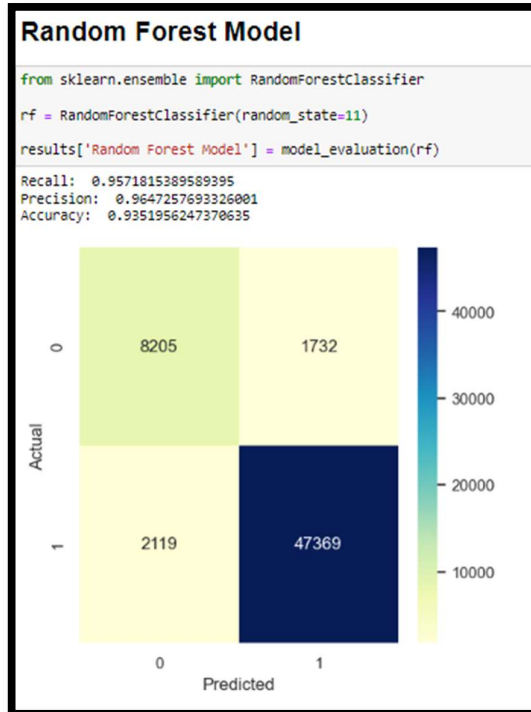 Random Forest Model
from sklearn.ensemble import RandomForestClassifier
rf = RandomForestClassifier(random_state=11)
results['Random Forest Model'] = model_evaluation(rf)
Recall:  0.9571815389589395
Precision:  0.9647257693326001
Accuracy:  0.9351956247370635
40000
0
8205
1732
30000
Actual
20000
1
2119
47369
10000
0
1
Predicted